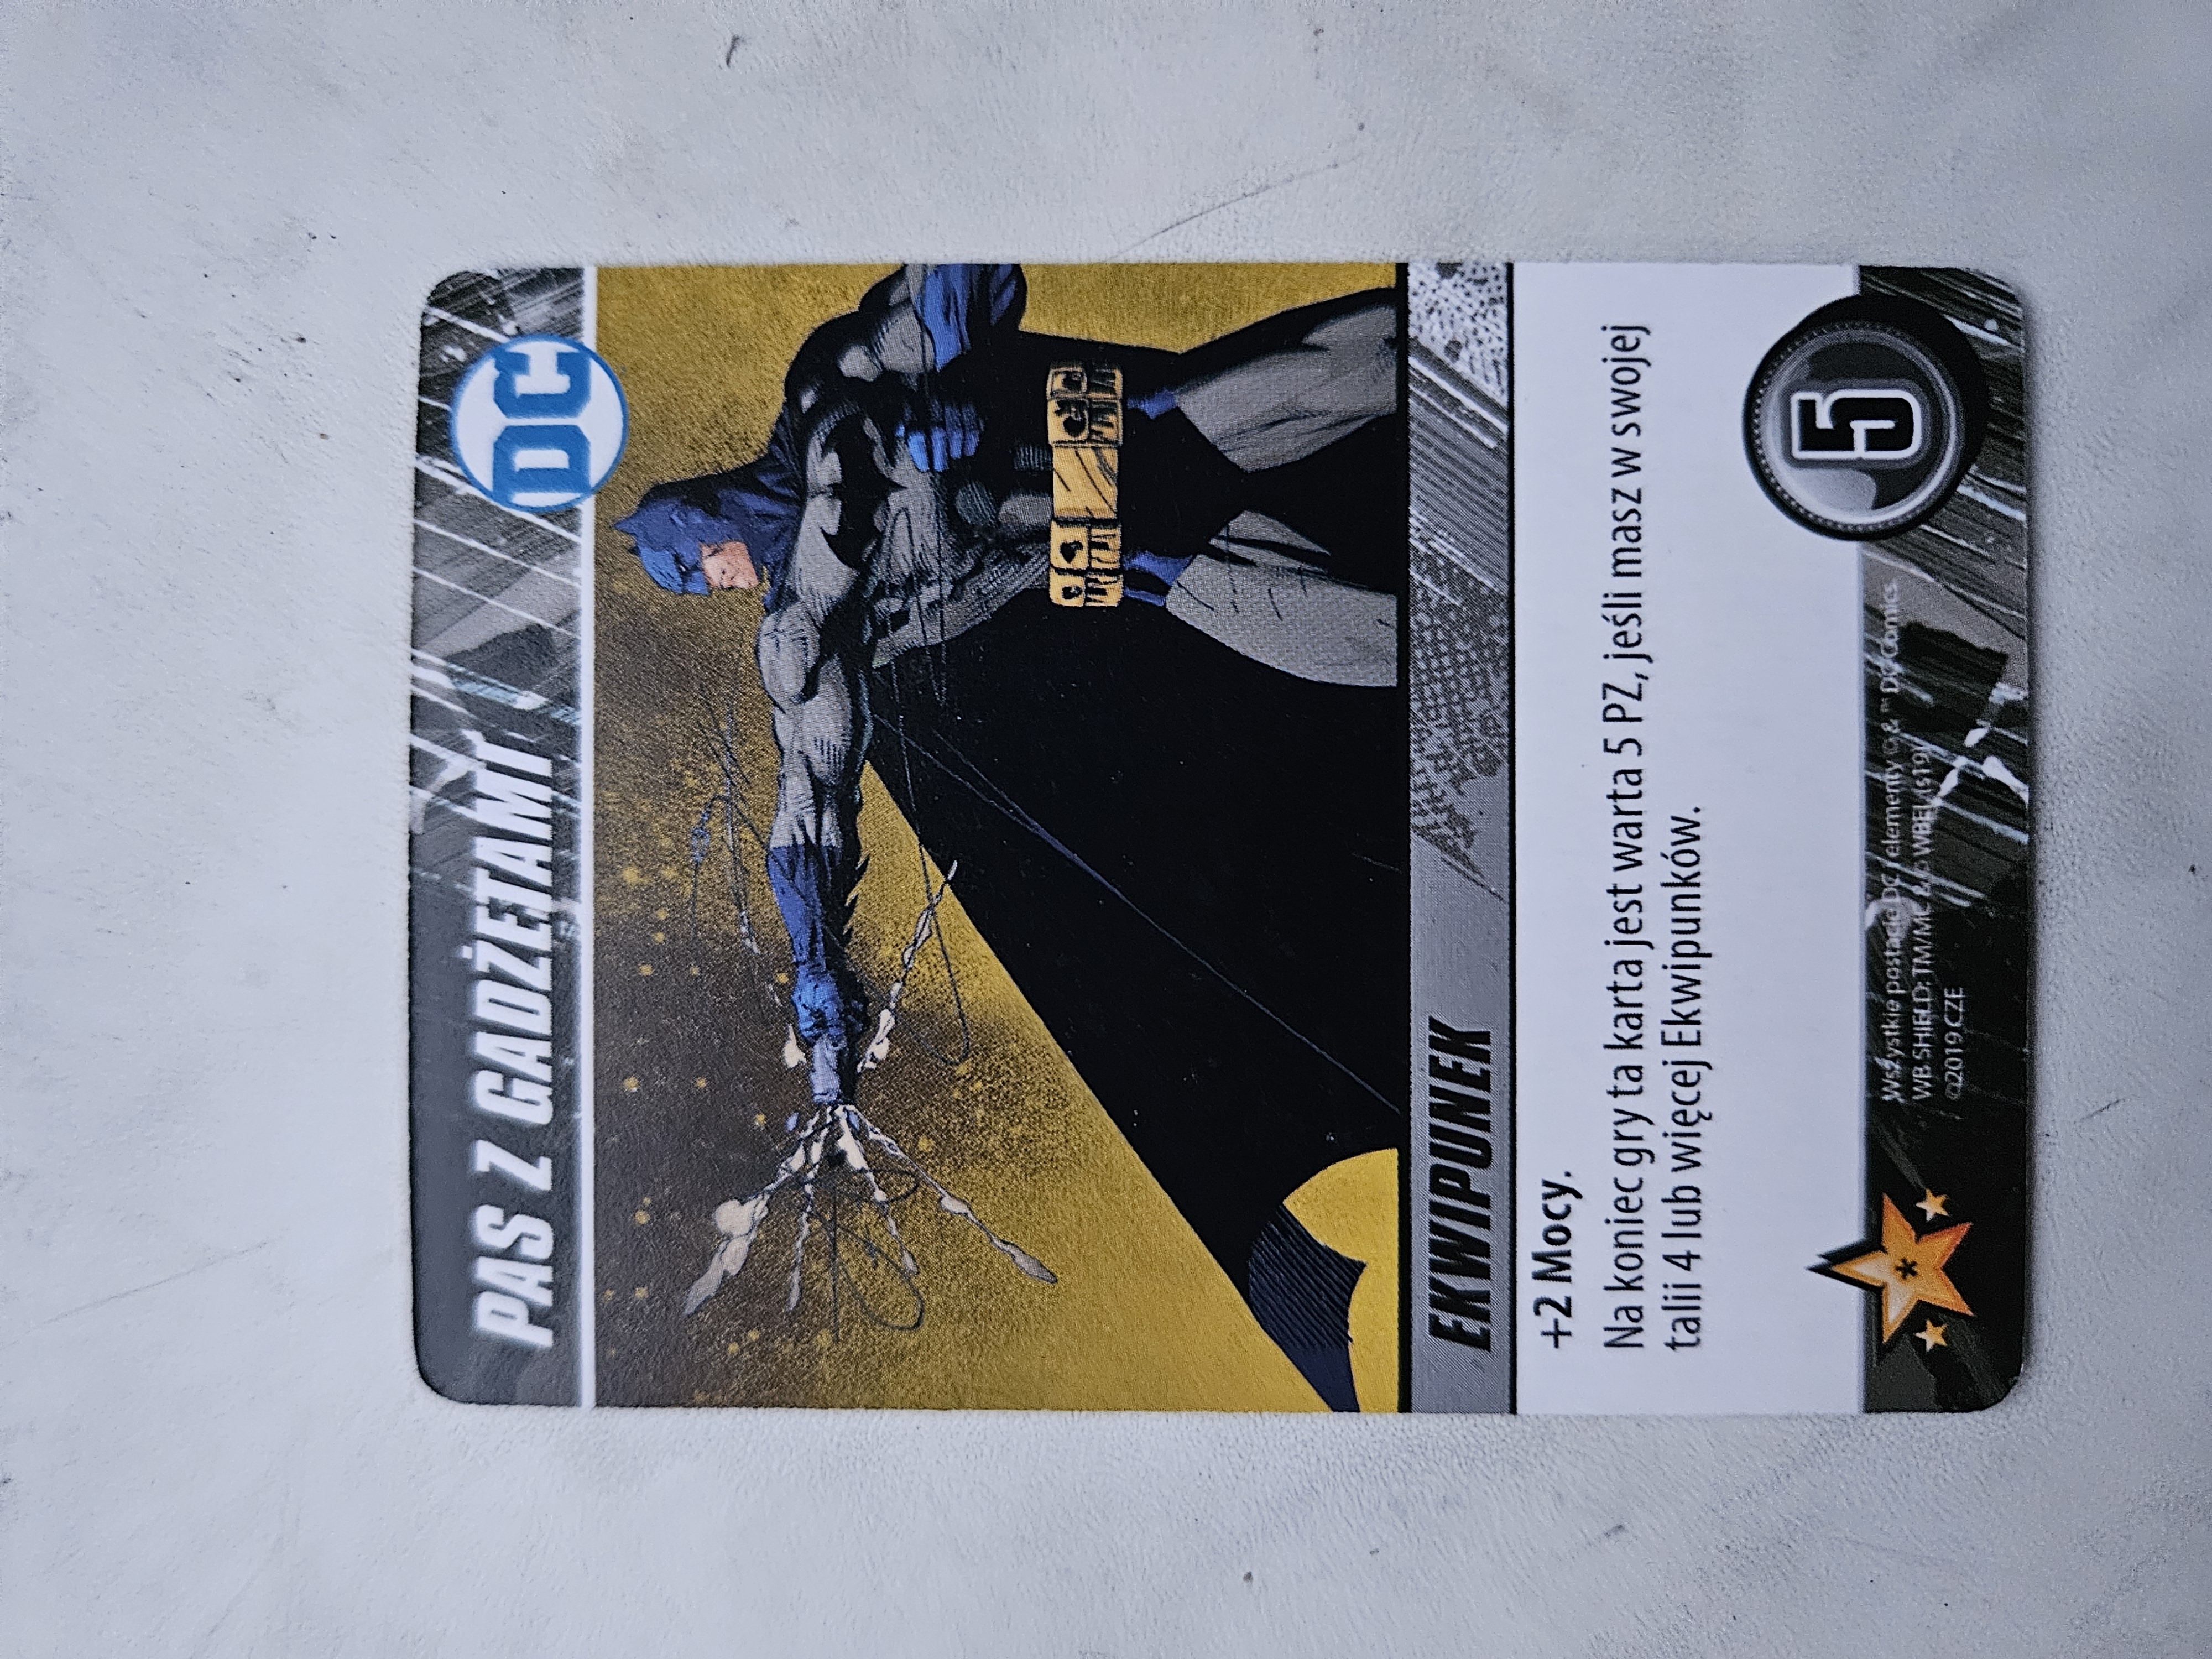 PAS Z GADŻETAMI
DC
EKWIPUNEK
+2 Mocy.
Na koniec gry ta karta jest warta 5 PZ, jeśli masz w swojej
talii 4 lub więcej Ekwipunków.
5
*
Wszystkie postacie DC i elementy © & ™ DC Comics.
WB SHIELD: TM/MC & © WBEI. (s19)
©2019 CZE